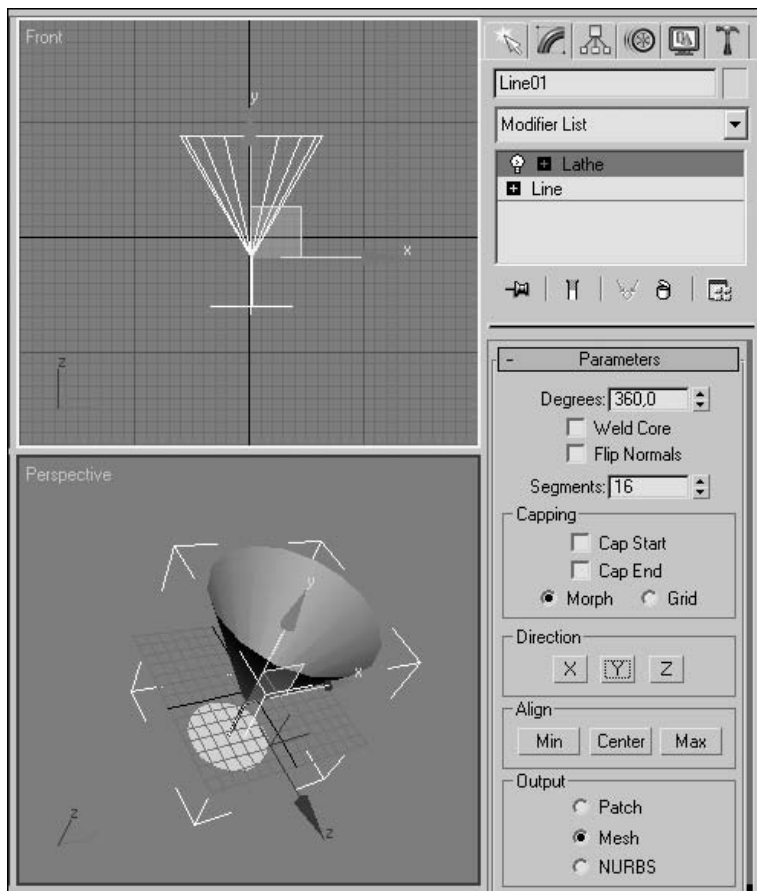 Front
y
x
z
Perspective
y
x
z
z
Line01
Modifier List
Lathe
Line
Parameters
Degrees: 360,0
Weld Core
Flip Normals
Segments: 16
Capping
Cap Start
Cap End
Morph Grid
Direction
X Y Z
Align
Min Center Max
Output
Patch
Mesh
NURBS